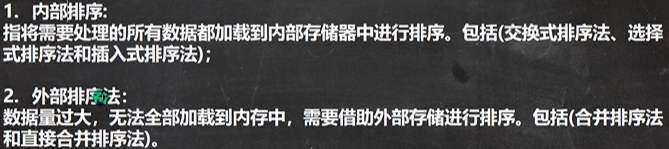 1. 内部排序:
指将需要处理的所有数据都加载到内部存储器中进行排序。包括(交换式排序法、选择
式排序法和插入式排序法);
2. 外部排序法:
数据量过大，无法全部加载到内存中，需要借助外部存储进行排序。包括(合并排序法
和直接合并排序法)。